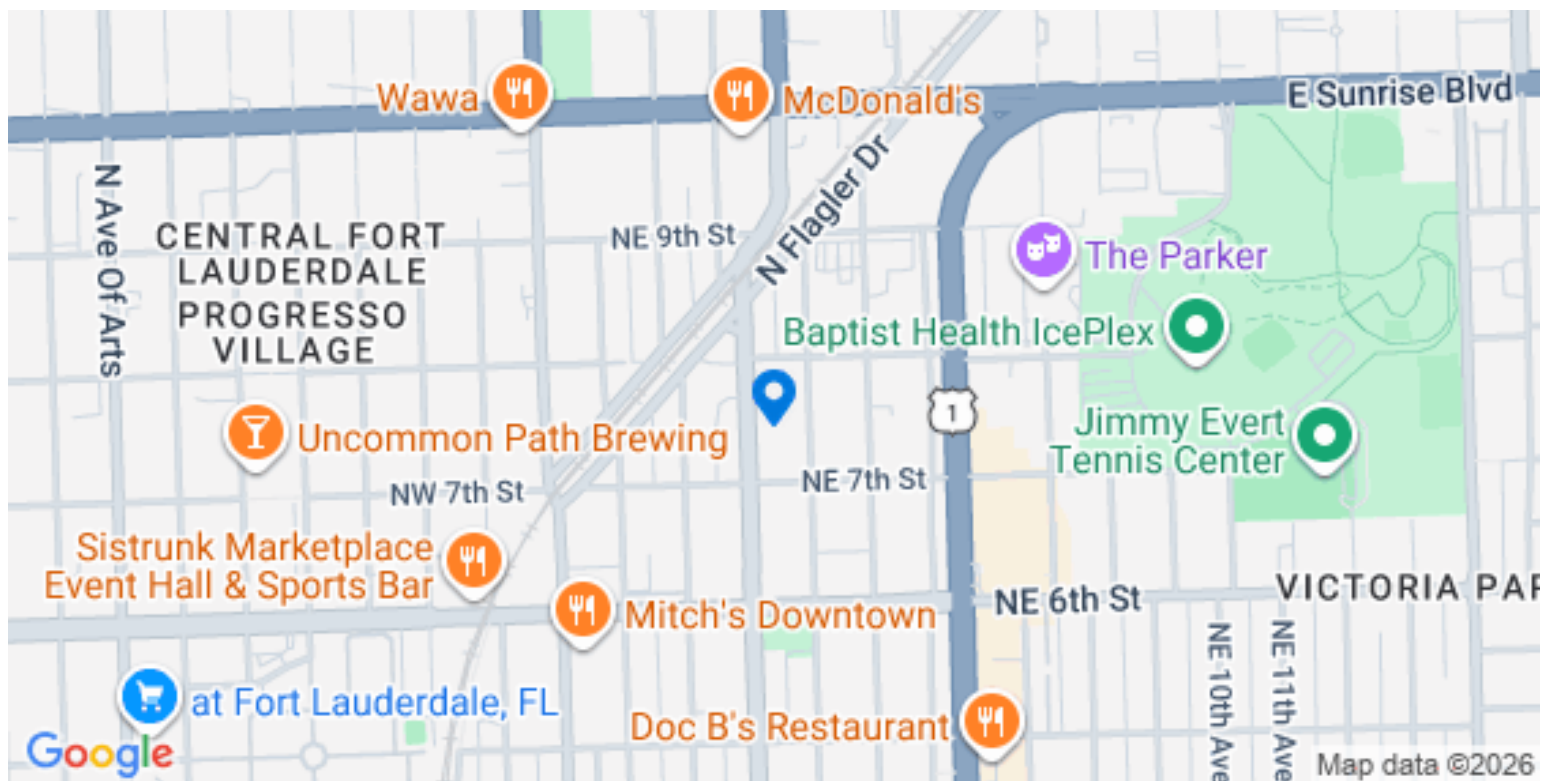 Wawa
McDonald's
E Sunrise Blvd
N Ave Of Arts
N Flagler Dr
CENTRAL FORT
LAUDERDALE
PROGRESSO
VILLAGE
NE 9th St
The Parker
Baptist Health IcePlex
1
Uncommon Path Brewing
Jimmy Evert
Tennis Center
NW 7th St
NE 7th St
Sistrunk Marketplace
Event Hall & Sports Bar
Mitch's Downtown
NE 6th St
VICTORIA PAR
NE 10th Ave
NE 11th Ave
at Fort Lauderdale, FL
Doc B's Restaurant
Google
Map data ©2026